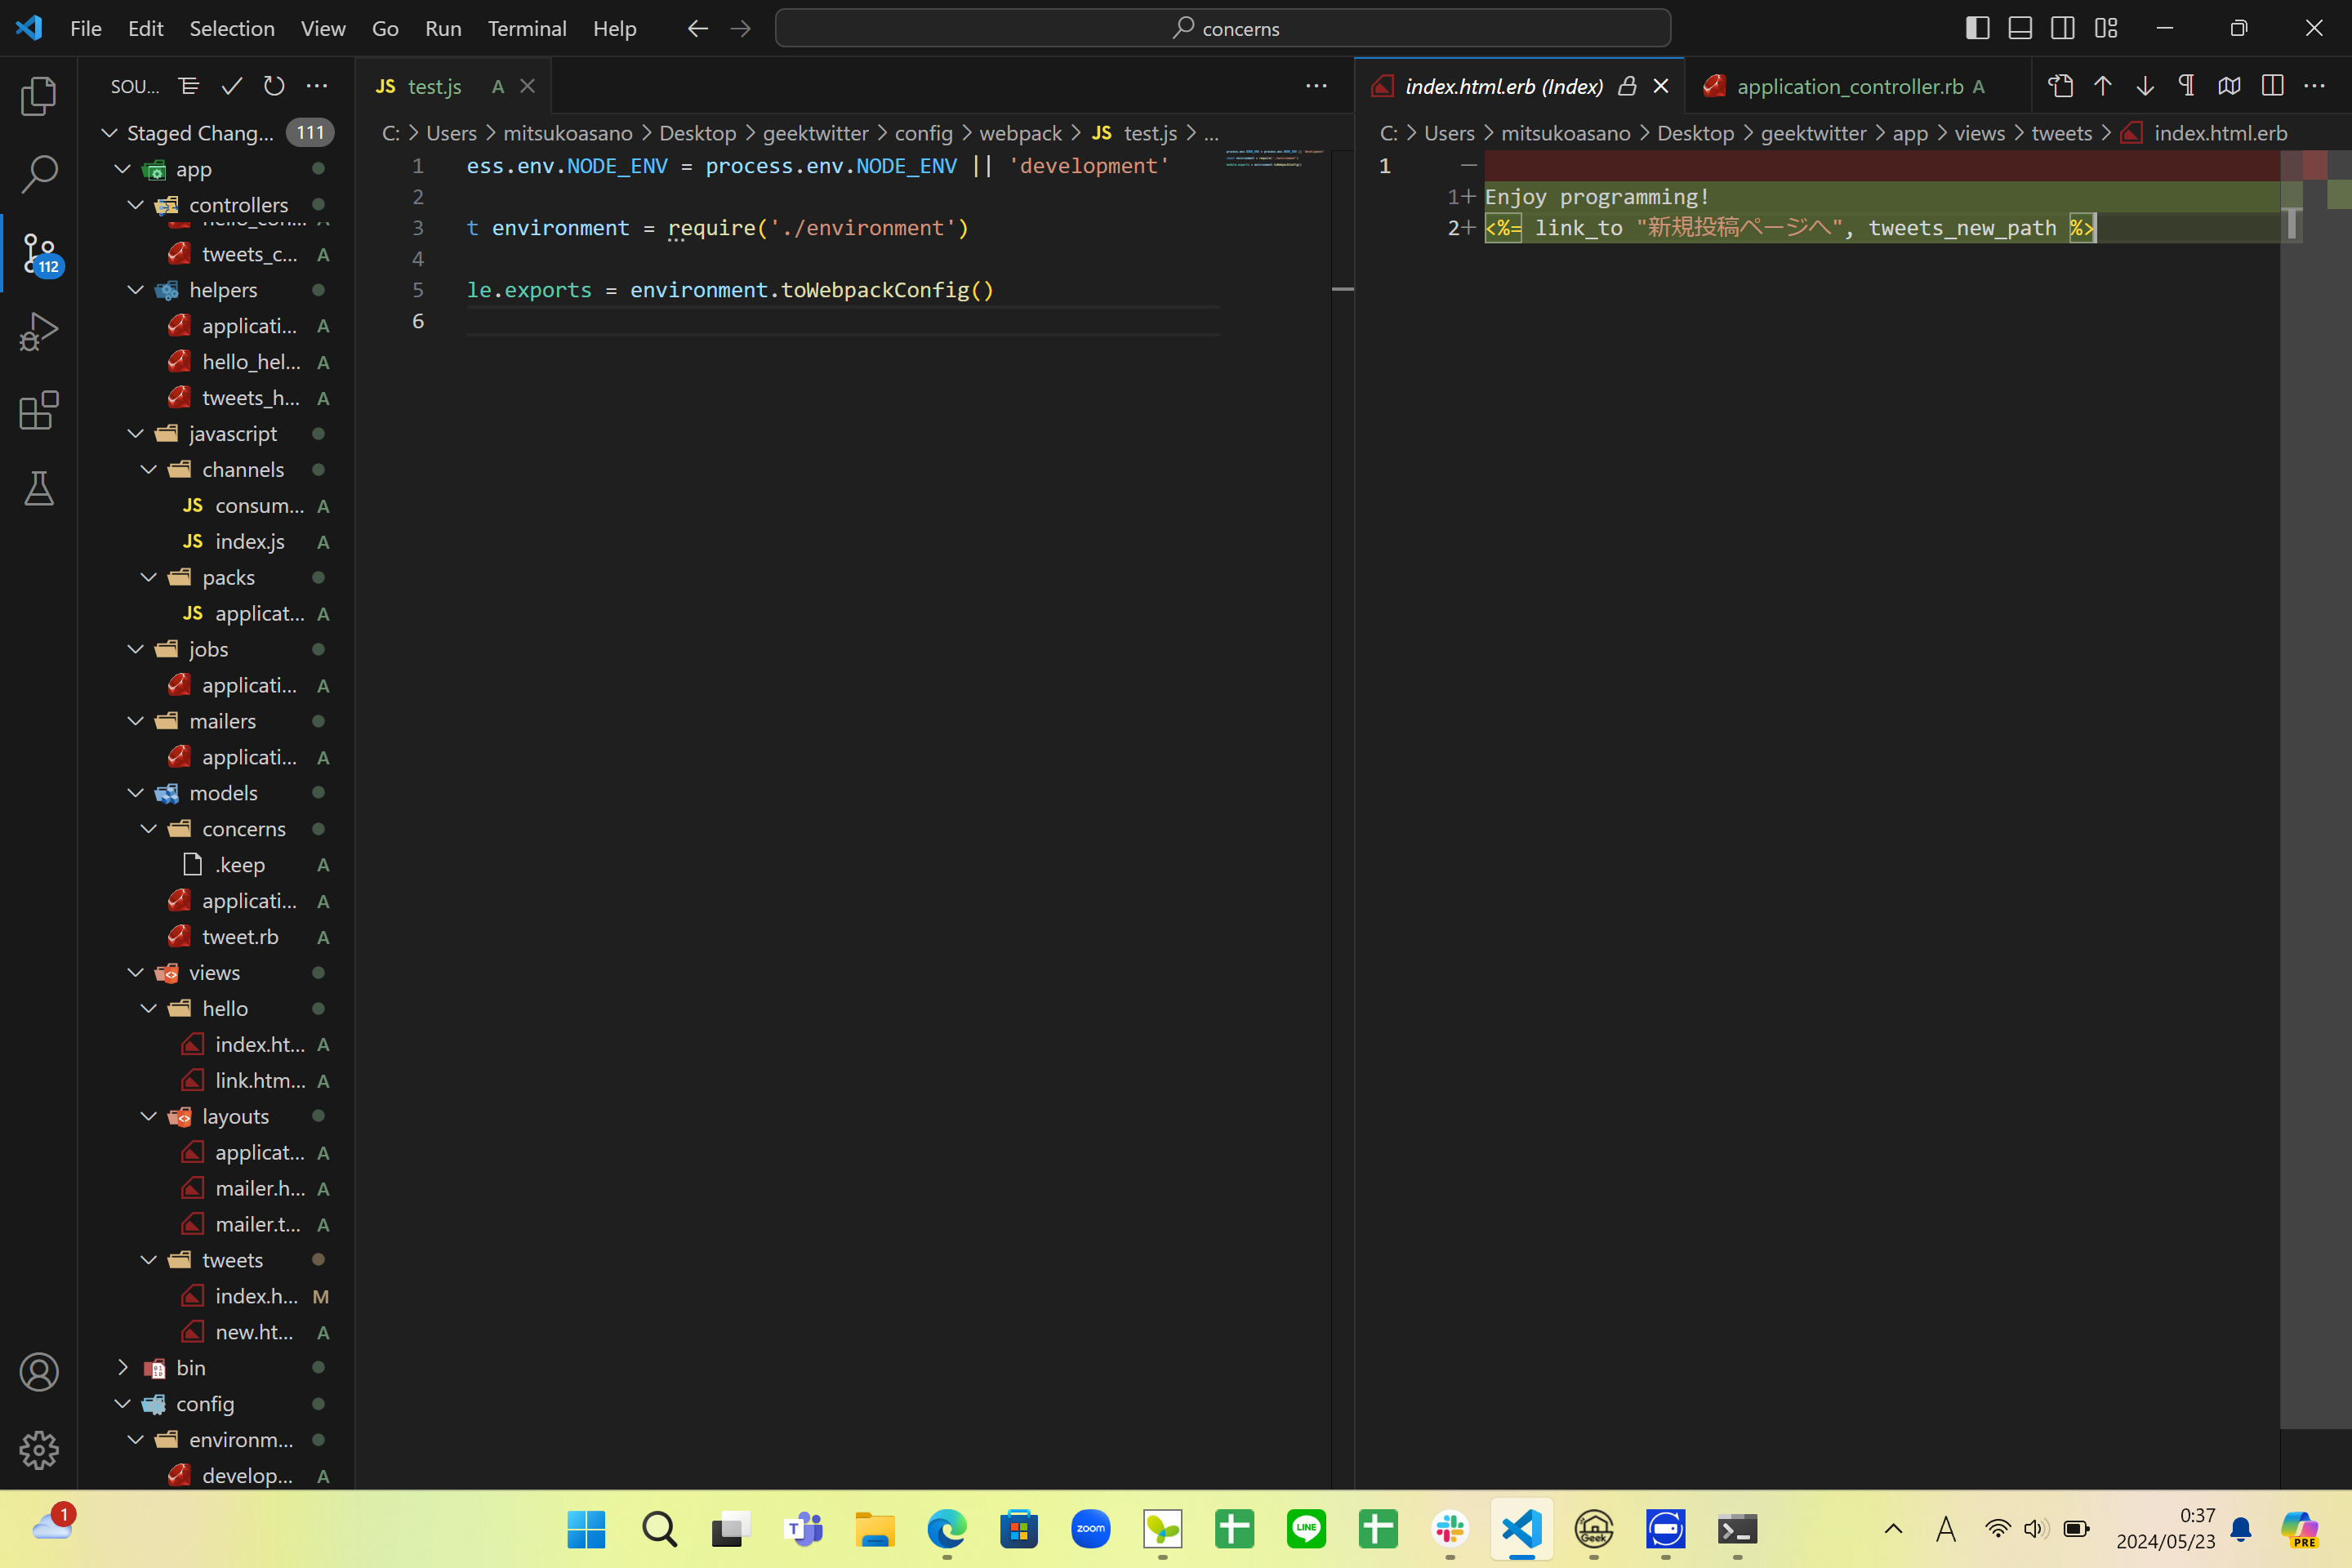 File Edit Selection View Go Run Terminal Help
concerns
SOU...
Staged Chang... 111
app
controllers
tweets_c... A
helpers
applicati... A
hello_hel... A
tweets_h... A
javascript
channels
JS consum... A
JS index.js A
packs
JS applicat... A
jobs
applicati... A
mailers
applicati... A
models
concerns
.keep A
applicati... A
tweet.rb A
views
hello
index.ht... A
link.htm... A
layouts
applicat... A
mailer.h... A
mailer.t... A
tweets
index.h... M
new.ht... A
bin
config
environm...
develop... A
112
JS test.js A
C: > Users > mitsukoasano > Desktop > geektwitter > config > webpack > JS test.js > ...
1 ess.env.NODE_ENV = process.env.NODE_ENV || 'development'
2
3 t environment = require('./environment')
4
5 le.exports = environment.toWebpackConfig()
6
index.html.erb (Index) application_controller.rb A
C: > Users > mitsukoasano > Desktop > geektwitter > app > views > tweets > index.html.erb
1 —
1+ Enjoy programming!
2+ <%= link_to "新規投稿ページへ", tweets_new_path %>
1
T
zoom
LINE
Geek
A
0:37
2024/05/23
PRE